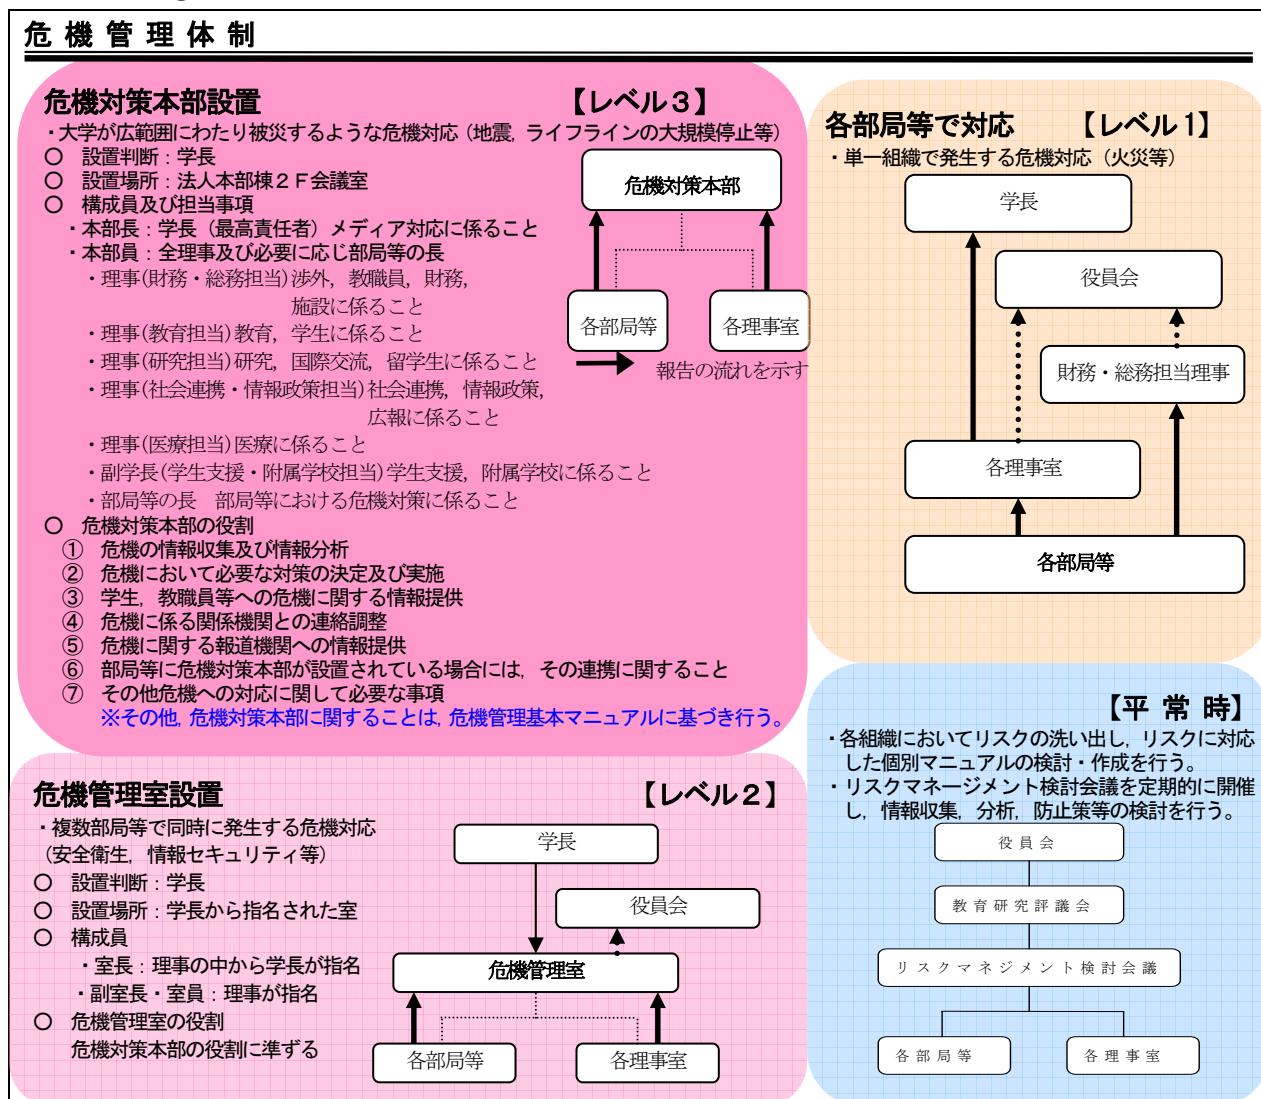 危機管理体制
危機対策本部設置 【レベル３】
・大学が広範囲にわたり被災するような危機対応（地震，ライフラインの大規模停止等）
○ 設置判断：学長
○ 設置場所：法人本部棟２Ｆ会議室
○ 構成員及び担当事項
・本部長：学長（最高責任者）メディア対応に係ること
・本部員：全理事及び必要に応じ部局等の長
・理事(財務・総務担当)渉外，教職員，財務，
施設に係ること
・理事(教育担当)教育，学生に係ること
・理事(研究担当)研究，国際交流，留学生に係ること
・理事(社会連携・情報政策担当)社会連携，情報政策，
広報に係ること
・理事(医療担当)医療に係ること
・副学長(学生支援・附属学校担当)学生支援，附属学校に係ること
・部局等の長 部局等における危機対策に係ること
○ 危機対策本部の役割
① 危機の情報収集及び情報分析
② 危機において必要な対策の決定及び実施
③ 学生，教職員等への危機に関する情報提供
④ 危機に係る関係機関との連絡調整
⑤ 危機に関する報道機関への情報提供
⑥ 部局等に危機対策本部が設置されている場合には，その連携に関すること
⑦ その他危機への対応に関して必要な事項
※その他，危機対策本部に関することは，危機管理基本マニュアルに基づき行う。
危機対策本部
各部局等
各理事室
報告の流れを示す
各部局等で対応 【レベル１】
・単一組織で発生する危機対応（火災等）
学長
役員会
財務・総務担当理事
各理事室
各部局等
危機管理室設置 【レベル２】
・複数部局等で同時に発生する危機対応
（安全衛生，情報セキュリティ等）
○ 設置判断：学長
○ 設置場所：学長から指名された室
○ 構成員
・室長：理事の中から学長が指名
・副室長・室員：理事が指名
○ 危機管理室の役割
危機対策本部の役割に準ずる
学長
役員会
危機管理室
各部局等
各理事室
【平常時】
・各組織においてリスクの洗い出し，リスクに対応
した個別マニュアルの検討・作成を行う。
・リスクマネージメント検討会議を定期的に開催
し，情報収集，分析，防止策等の検討を行う。
役員会
教育研究評議会
リスクマネジメント検討会議
各部局等
各理事室